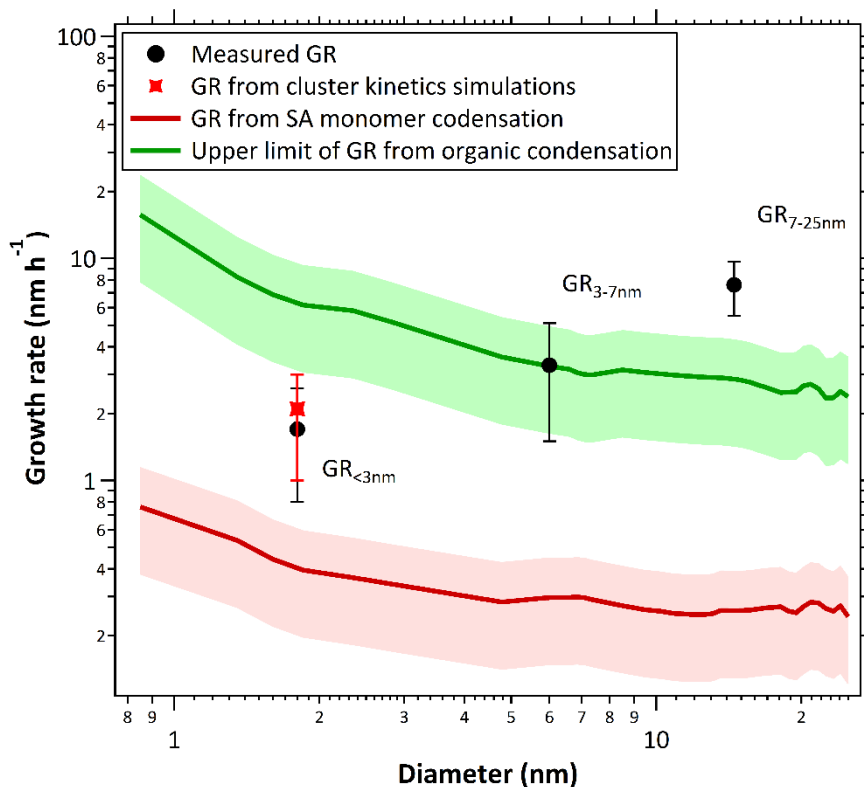 100
8
6
4
2
10
8
6
4
2
1
8
6
4
2
Growth rate (nm h-1)
Measured GR
GR from cluster kinetics simulations
GR from SA monomer codensation
Upper limit of GR from organic condensation
GR7-25nm
GR3-7nm
GR<3nm
8 9 2 3 4 5 6 7 8 9 2
1 10
Diameter (nm)